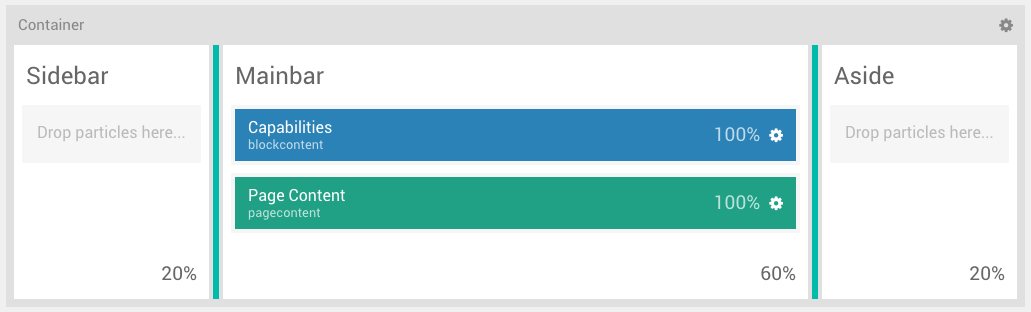 Container
Sidebar
Drop particles here...
20%
Mainbar
Capabilities
blockcontent
100%
Page Content
pagecontent
100%
60%
Aside
Drop particles here...
20%